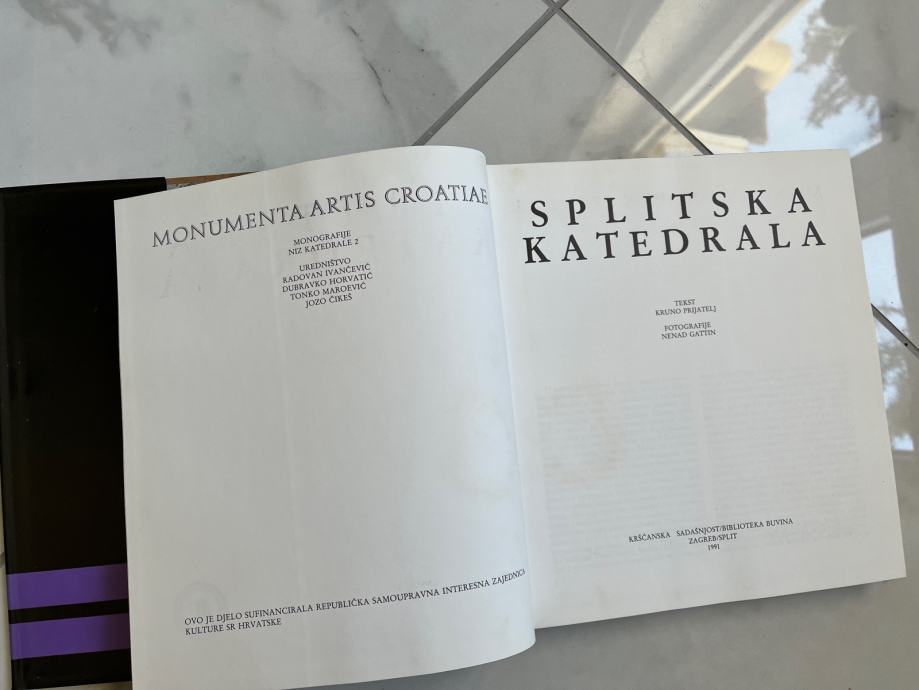 MONUMENTA ARTIS CROATIAE
MONOGRAFIJE
NIZ KATEDRALE 2
UREDNIŠTVO
RADOVAN IVANČEVIĆ
DUBRAVKO HORVATIĆ
TONKO MAROEVIĆ
JOZO ČIKEŠ
OVO JE DJELO SUFINANCIRALA REPUBLIČKA SAMOUPRAVNA INTERESNA ZAJEDNICA
KULTURE SR HRVATSKE
SPLITSKA
KATEDRALA
TEKST
KRUNO PRIJATELJ
FOTOGRAFIJE
NENAD GATTIN
KRŠĆANSKA SADAŠNJOST/BIBLIOTEKA BUVINA
ZAGREB/SPLIT
1991